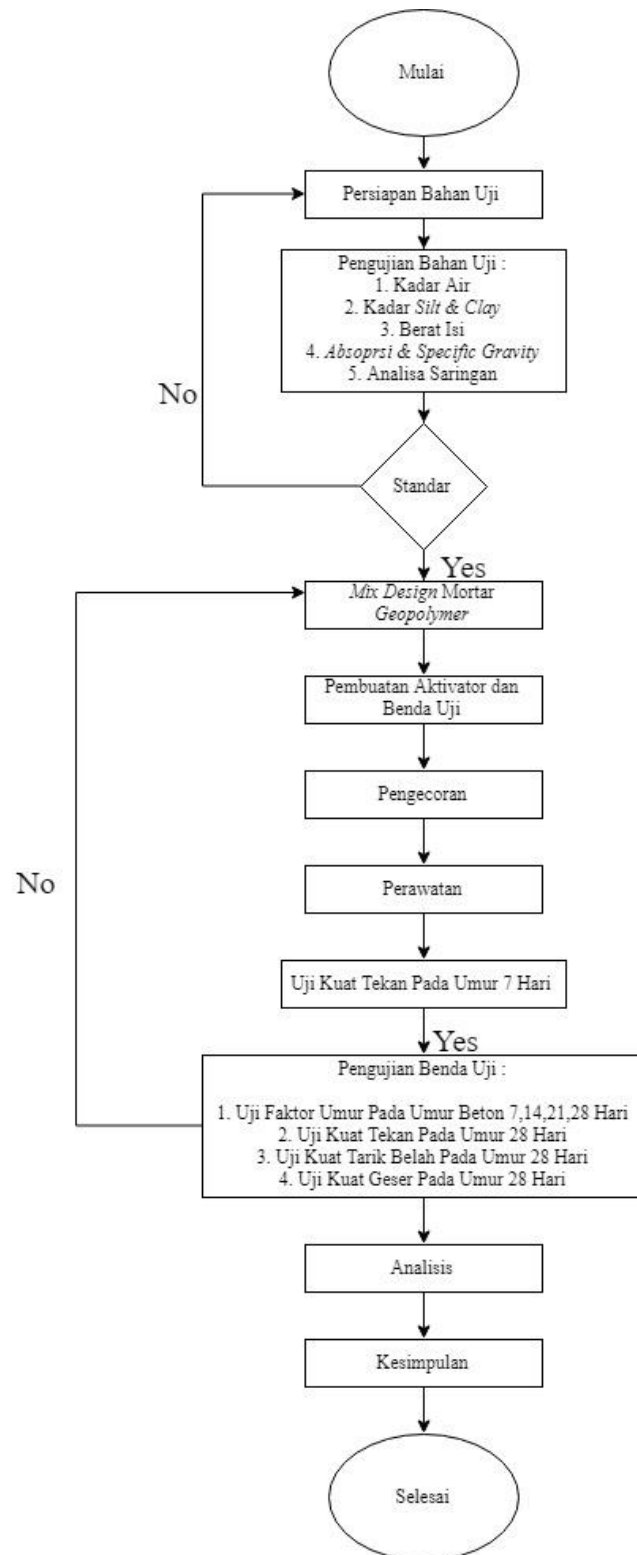 Mulai
Persiapan Bahan Uji
Pengujian Bahan Uji :
1. Kadar Air
2. Kadar Silt & Clay
3. Berat Isi
4. Absoprsi & Specific Gravity
5. Analisa Saringan
No
Standar
Yes
Mix Design Mortar
Geopolymer
Pembuatan Aktivator dan
Benda Uji
Pengecoran
No
Perawatan
Uji Kuat Tekan Pada Umur 7 Hari
Yes
Pengujian Benda Uji :
1. Uji Faktor Umur Pada Umur Beton 7,14,21,28 Hari
2. Uji Kuat Tekan Pada Umur 28 Hari
3. Uji Kuat Tarik Belah Pada Umur 28 Hari
4. Uji Kuat Geser Pada Umur 28 Hari
Analisis
Kesimpulan
Selesai